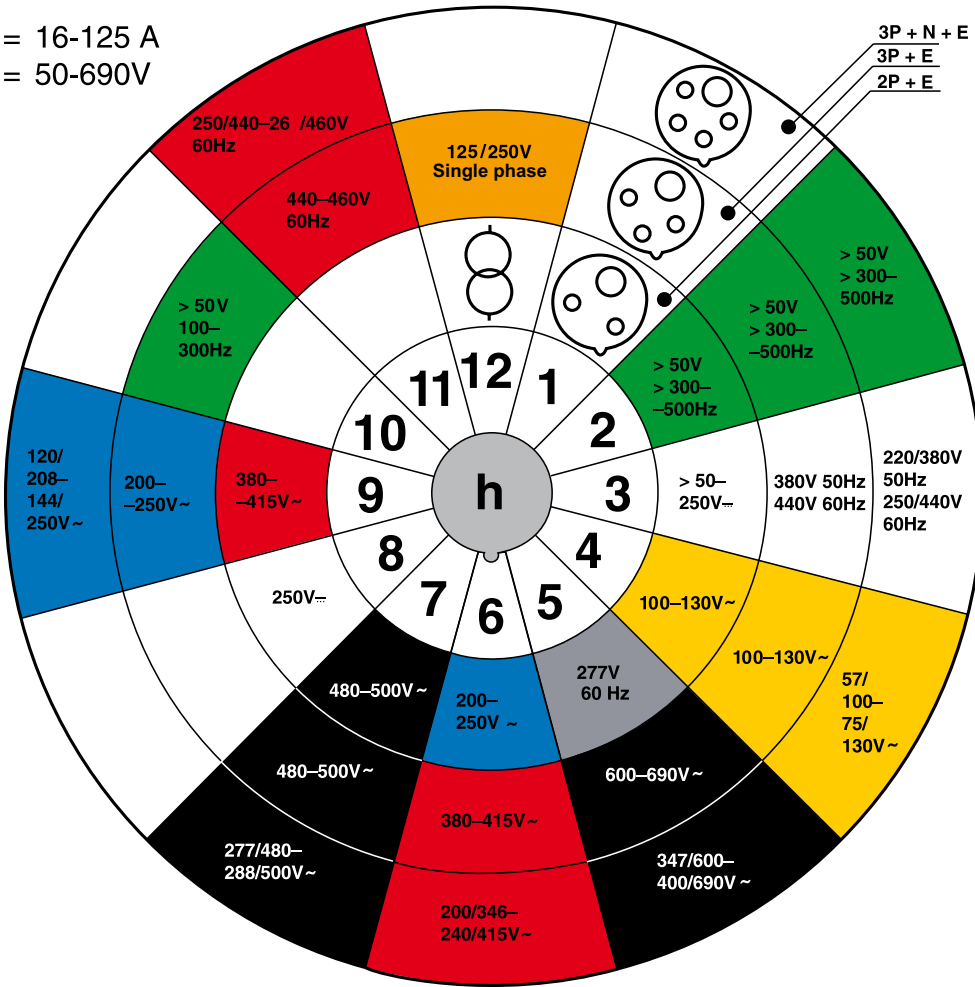 = 16-125 A
= 50-690V
3P + N + E
3P + E
2P + E
250/440–26 /460V
60Hz
440–460V
60Hz
125/250V
Single phase
> 50V
> 300–
500Hz
> 50V
> 300–
–500Hz
> 50V
> 300–
–500Hz
> 50V
100–
300Hz
12
1
2
3
4
5
6
7
8
9
10
11
h
120/
208–
144/
250V~
200–
–250V~
380–
–415V~
> 50–
250V⎓
380V 50Hz
440V 60Hz
220/380V
50Hz
250/440V
60Hz
250V⎓
100–130V~
100–130V~
57/
100–
75/
130V~
480–500V~
480–500V~
277/480–
288/500V~
200–
250V ~
380–415V~
200/346–
240/415V~
277V
60 Hz
600–690V~
347/600–
400/690V~